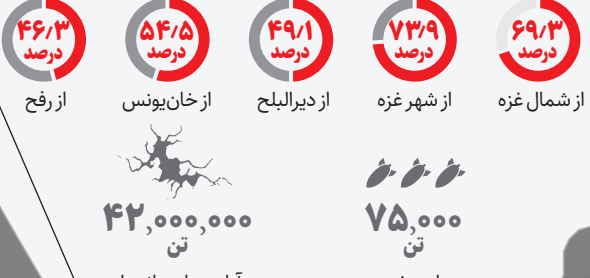 ۶۹٫۳
درصد
از شمال غزه
۷۳٫۹
درصد
از شهر غزه
۴۹٫۱
درصد
از دیرالبلح
۵۴٫۵
درصد
از خان‌یونس
۴۶٫۳
درصد
از رفح
۷۵,۰۰۰
تن
۴۲,۰۰۰,۰۰۰
تن